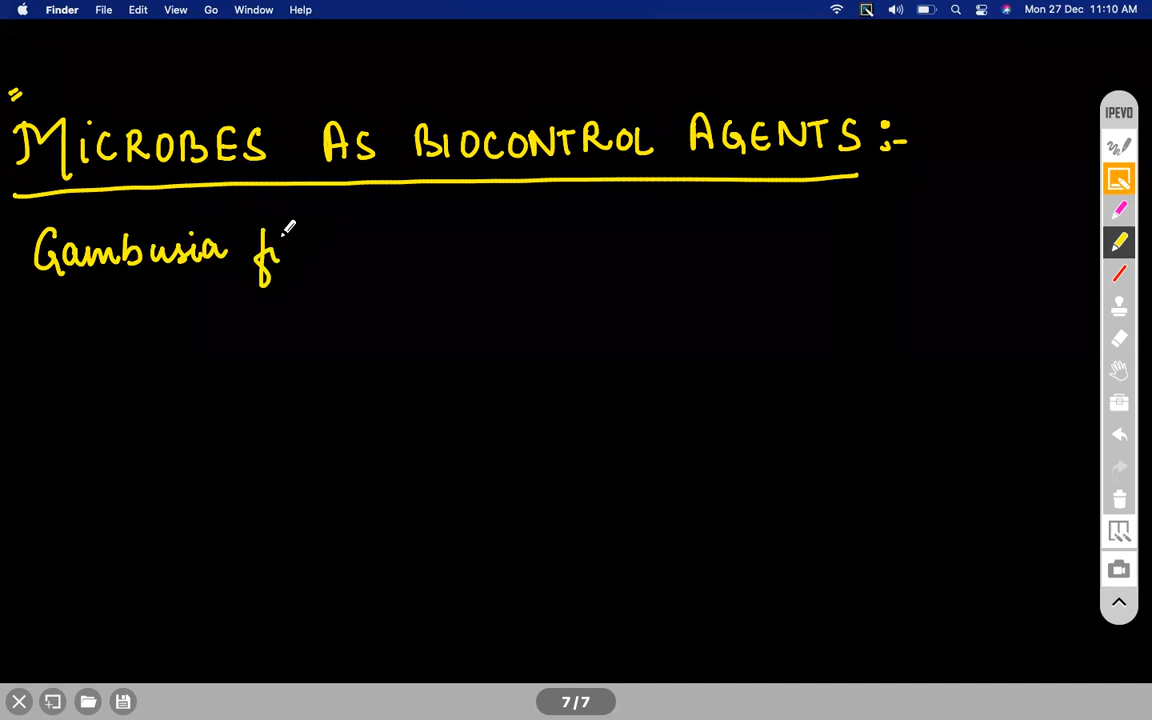 Finder File Edit View Go Window Help Mon 27 Dec 11:10 AM
IPEVO
MICROBES AS BIOCONTROL AGENTS :-
Gambusia fi
7/7